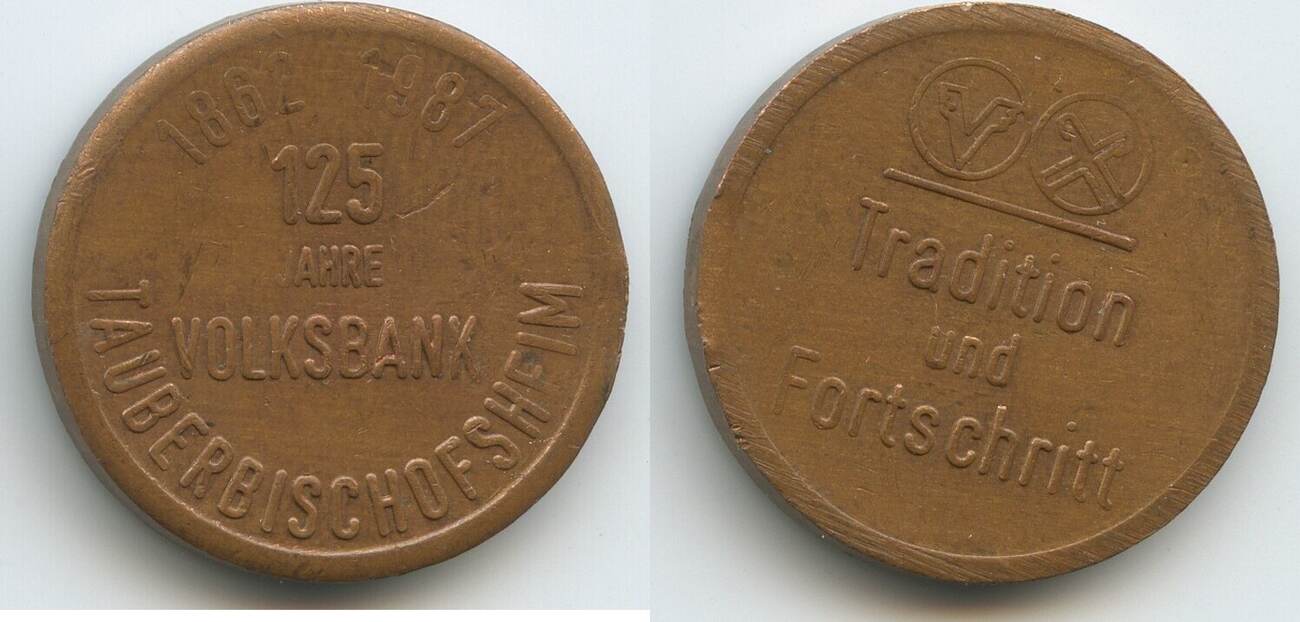 1862 1987
125
JAHRE
VOLKSBANK
TAUBERBISCHOFSHEIM
V
Tradition
und
Fortschritt